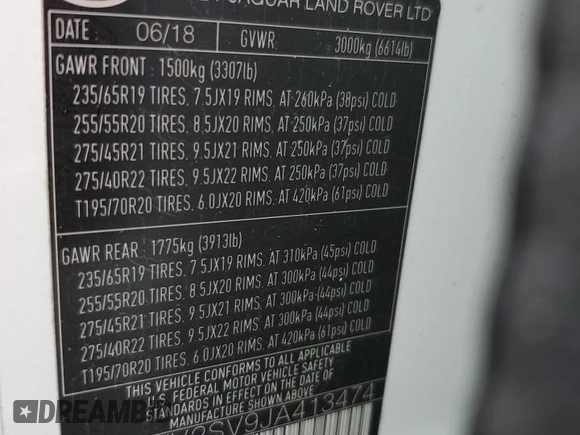 JAGUAR LAND ROVER LTD
DATE : 06/18 GVWR : 3000kg (6614lb)
GAWR FRONT : 1500kg (3307lb)
235/65R19 TIRES, 7.5JX19 RIMS, AT 260kPa (38psi) COLD
255/55R20 TIRES, 8.5JX20 RIMS, AT 250kPa (37psi) COLD
275/45R21 TIRES, 9.5JX21 RIMS, AT 250kPa (37psi) COLD
275/40R22 TIRES, 9.5JX22 RIMS, AT 250kPa (37psi) COLD
T195/70R20 TIRES, 6.0JX20 RIMS, AT 420kPa (61psi) COLD
GAWR REAR : 1775kg (3913lb)
235/65R19 TIRES, 7.5JX19 RIMS, AT 310kPa (45psi) COLD
255/55R20 TIRES, 8.5JX20 RIMS, AT 300kPa (44psi) COLD
275/45R21 TIRES, 9.5JX21 RIMS, AT 300kPa (44psi) COLD
275/40R22 TIRES, 9.5JX22 RIMS, AT 300kPa (44psi) COLD
T195/70R20 TIRES, 6.0JX20 RIMS, AT 420kPa (61psi) COLD
THIS VEHICLE CONFORMS TO ALL APPLICABLE
U.S. FEDERAL MOTOR VEHICLE SAFETY
STANDARDS IN EFFECT ON THE
DATE OF
SV9JA413474
DREAMBID.COM